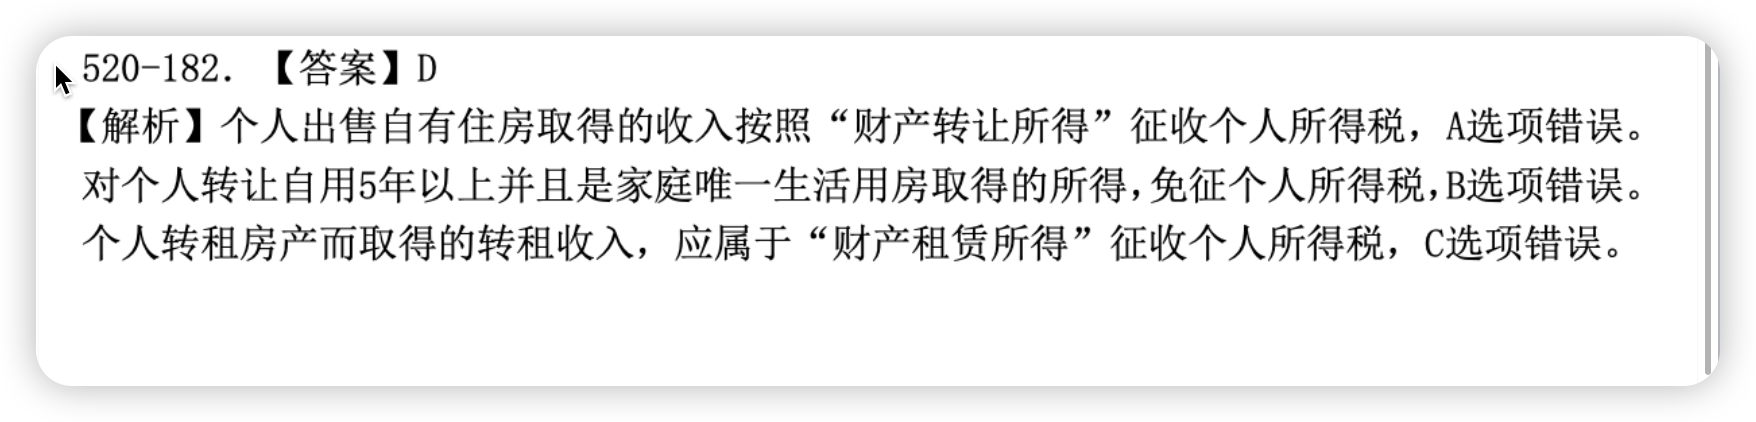 520-182. 【答案】D
【解析】个人出售自有住房取得的收入按照“财产转让所得”征收个人所得税，A选项错误。
对个人转让自用5年以上并且是家庭唯一生活用房取得的所得,免征个人所得税,B选项错误。
个人转租房产而取得的转租收入，应属于“财产租赁所得”征收个人所得税，C选项错误。